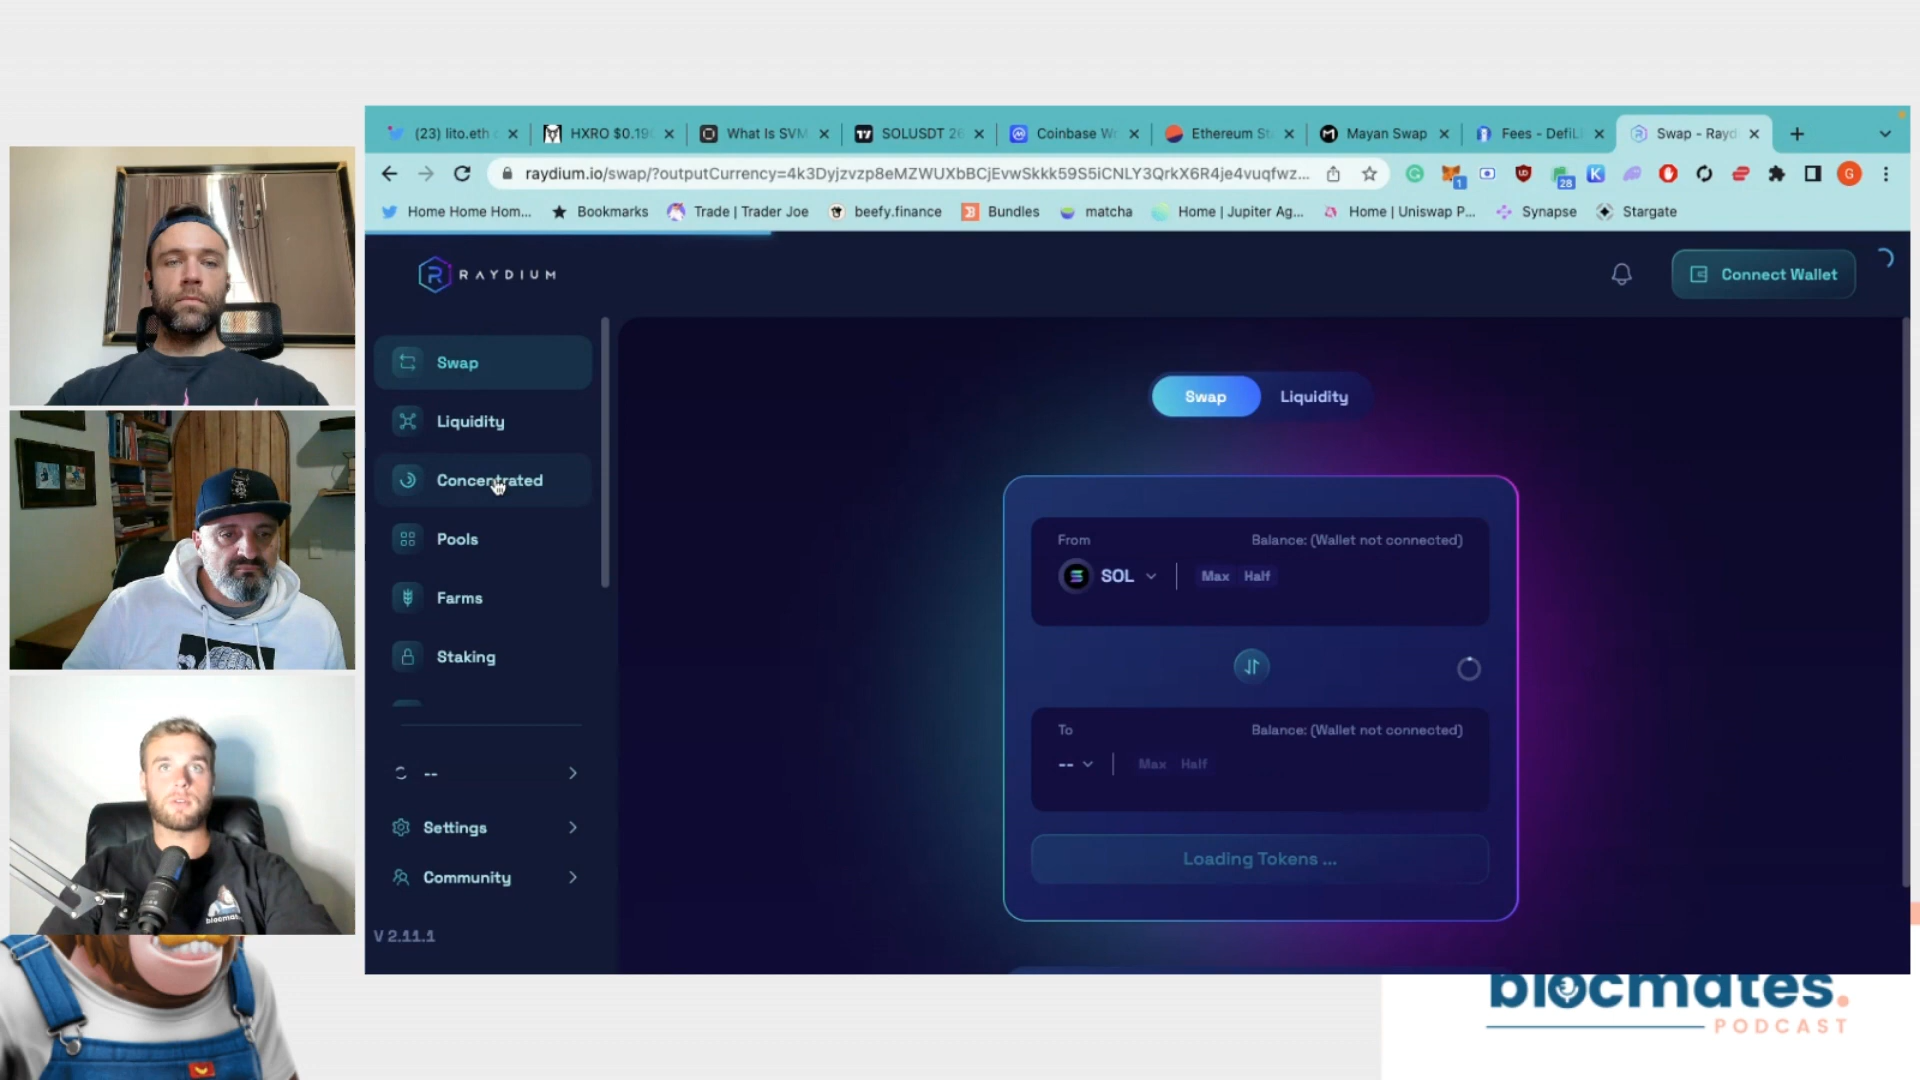 (23) lito.eth
HXRO $0.19
What Is SVM
SOLUSDT 26
Coinbase W
Ethereum St
Mayan Swap
Fees - DefiL
Swap - Rayd
raydium.io/swap/?outputCurrency=4k3Dyjzvzp8eMZWUXbBCjEvwSkkk59S5iCNLY3QrkX6R4je4vuqfwz...
1
28
G
Home Home Hom...
Bookmarks
Trade | Trader Joe
beefy.finance
Bundles
matcha
Home | Jupiter Ag...
Home | Uniswap P...
Synapse
Stargate
RAYDIUM
Connect Wallet
Swap
Liquidity
Concentrated
Pools
Farms
Staking
--
Settings
Community
V 2.11.1
Swap
Liquidity
From
Balance: (Wallet not connected)
SOL
Max Half
To
Balance: (Wallet not connected)
--
Max Half
Loading Tokens ...
blocmates.
PODCAST